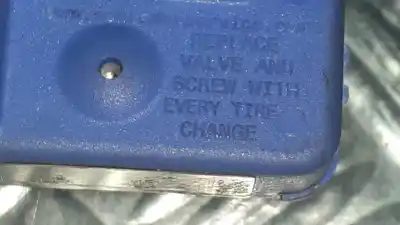 REPLACE
VALVE AND
SCREW WITH
EVERY TIRE
CHANGE